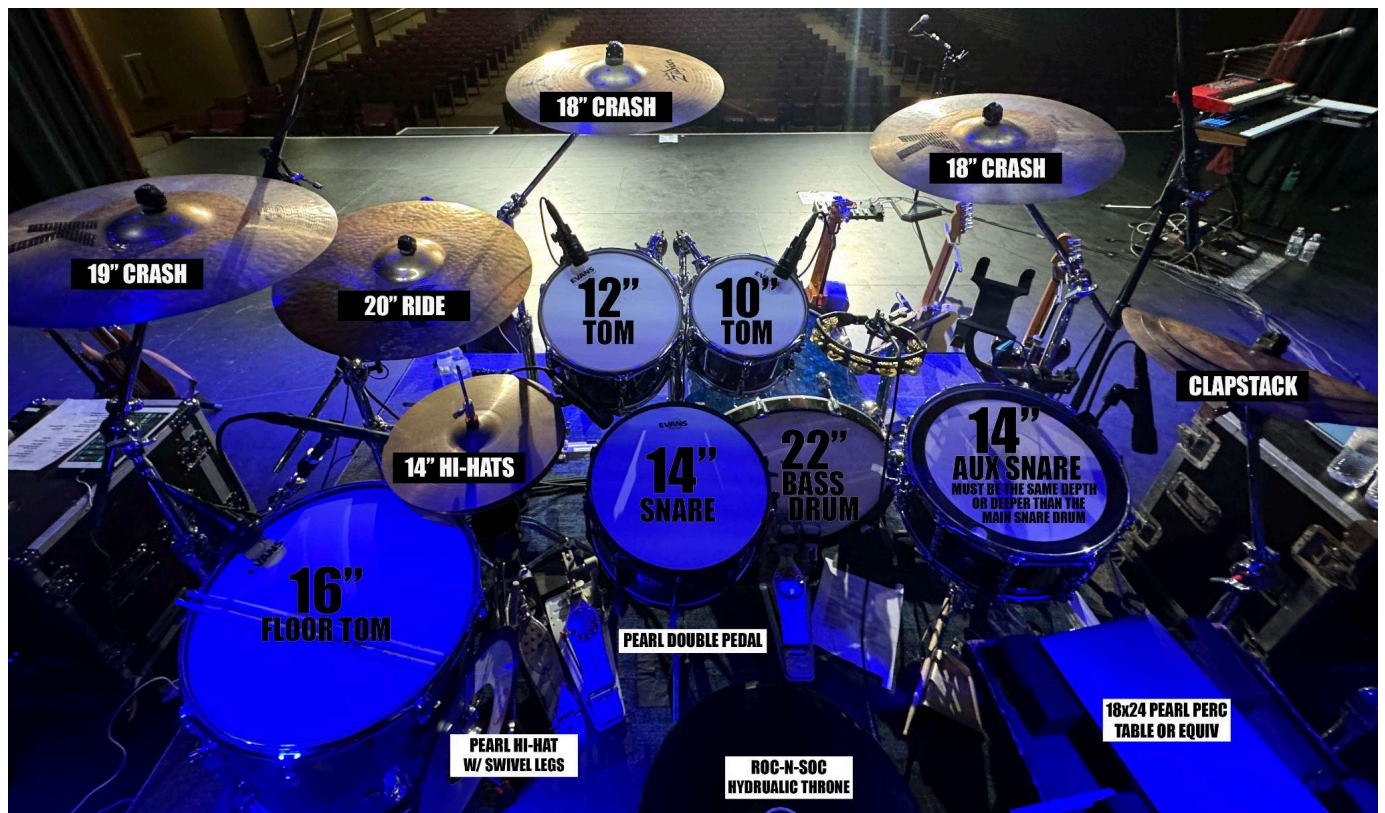 Zildjian
18” CRASH
18” CRASH
19” CRASH
20” RIDE
EVANS
12”
TOM
EVANS
10”
TOM
CLAPSTACK
14” HI-HATS
EVANS
14”
SNARE
22”
BASS
DRUM
14”
AUX SNARE
MUST BE THE SAME DEPTH
OR DEEPER THAN THE
MAIN SNARE DRUM
EVANS
16”
FLOOR TOM
PEARL DOUBLE PEDAL
PEARL HI-HAT
W/ SWIVEL LEGS
ROC-N-SOC
HYDRUALIC THRONE
18x24 PEARL PERC
TABLE OR EQUIV